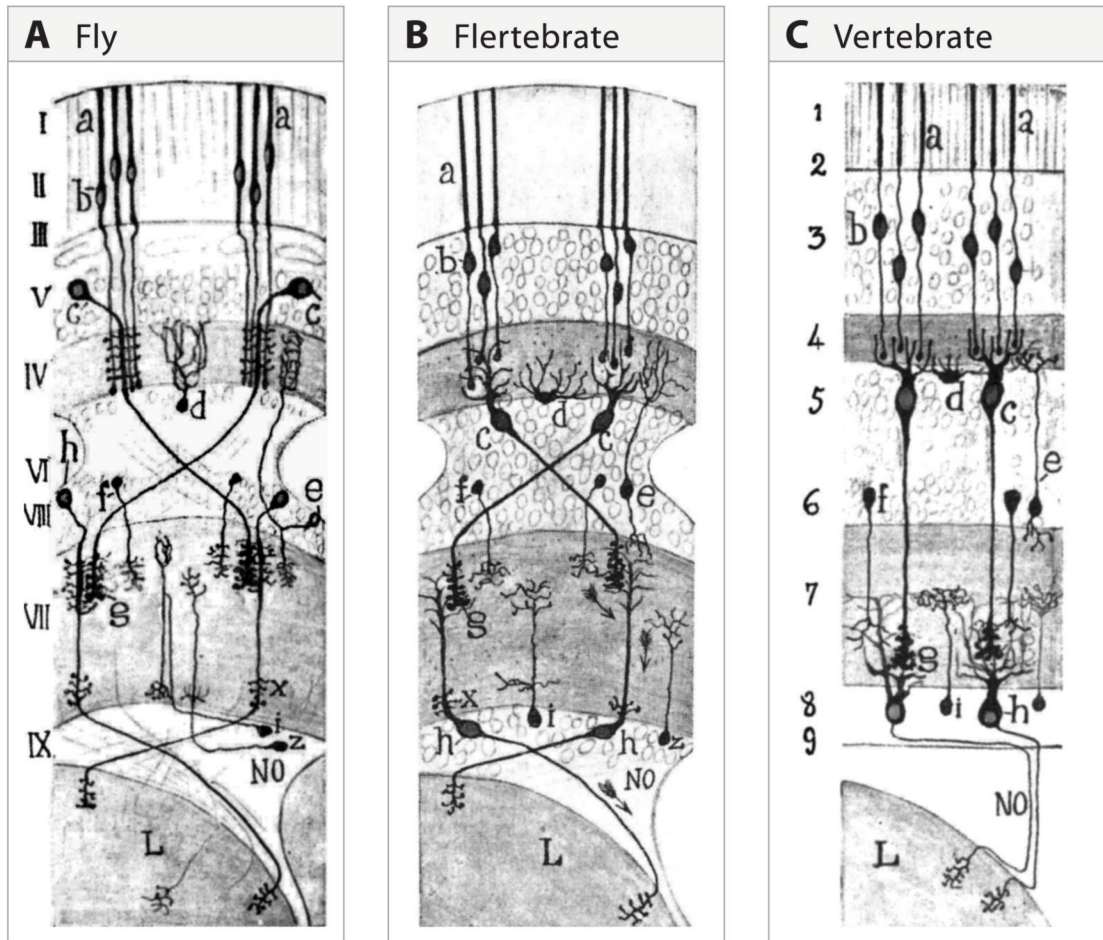 A Fly
I
II
III
V
IV
VI
VIII
VII
IX
a
a
b
c
c
d
h
f
e
g
x
i
z
NO
L
B Flertebrate
a
b
c
d
c
f
e
g
x
i
h
h
z
NO
L
C Vertebrate
1
2
3
4
5
6
7
8
9
a
a
b
d
c
e
f
g
i
h
NO
L